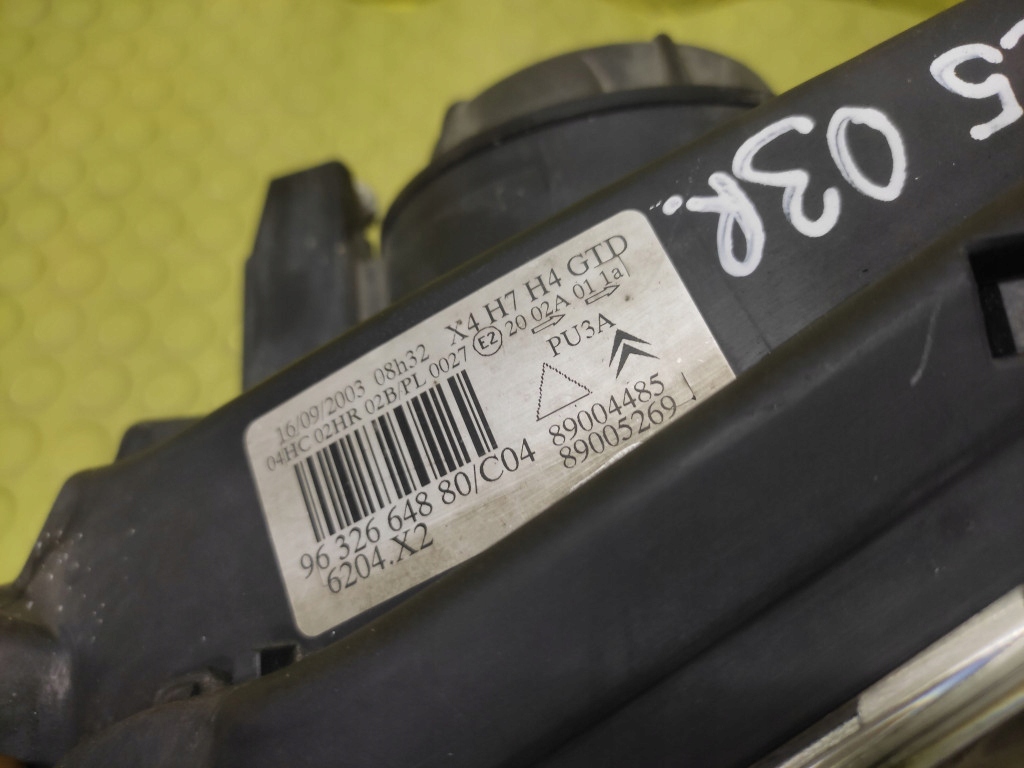 5 03R.
16/09/2003 08h32 X4 H7 H4 GTD
04HC 02HR 02B/PL 0027 E2 20 02A 01 1a
PU3A
96 326 648 80/C04 89004485
6204.X2 89005269